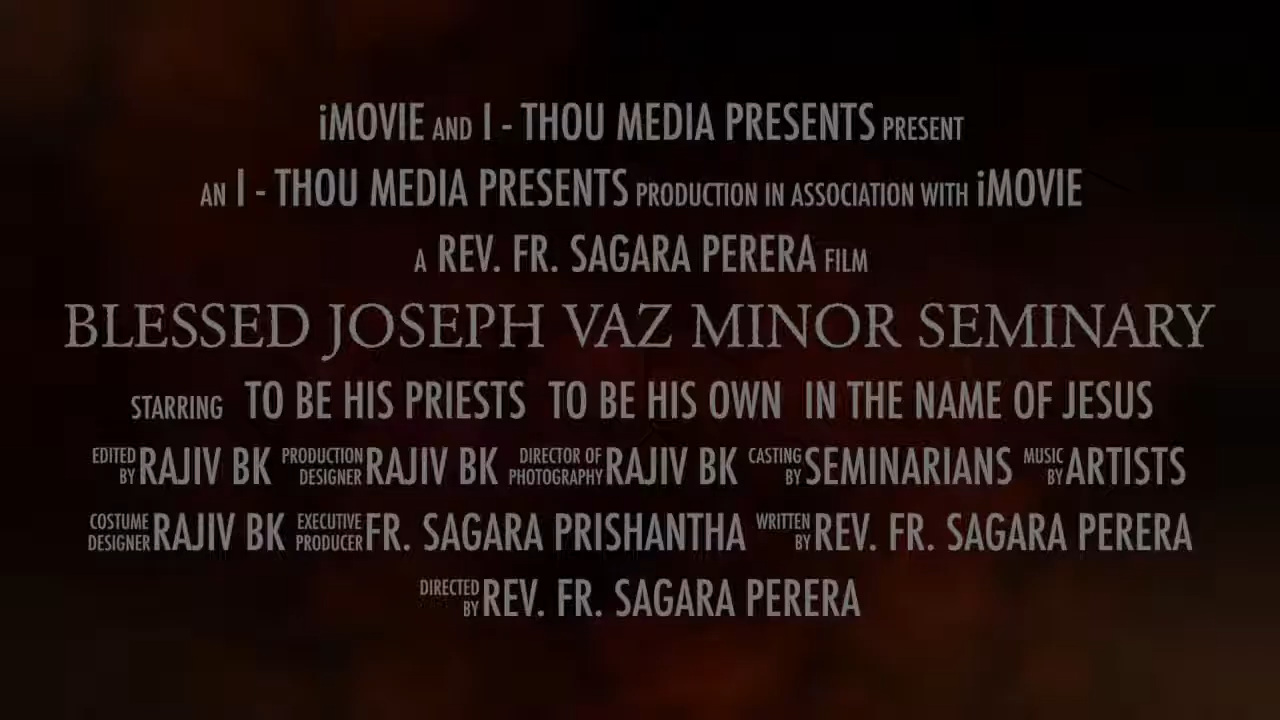 iMOVIE AND I - THOU MEDIA PRESENTS PRESENT
AN I - THOU MEDIA PRESENTS PRODUCTION IN ASSOCIATION WITH iMOVIE
A REV. FR. SAGARA PERERA FILM
BLESSED JOSEPH VAZ MINOR SEMINARY
STARRING TO BE HIS PRIESTS TO BE HIS OWN IN THE NAME OF JESUS
EDITED BY RAJIV BK PRODUCTION DESIGNER RAJIV BK DIRECTOR OF PHOTOGRAPHY RAJIV BK CASTING BY SEMINARIANS MUSIC BY ARTISTS
COSTUME DESIGNER RAJIV BK EXECUTIVE PRODUCER FR. SAGARA PRISHANTHA WRITTEN BY REV. FR. SAGARA PERERA
DIRECTED BY REV. FR. SAGARA PERERA